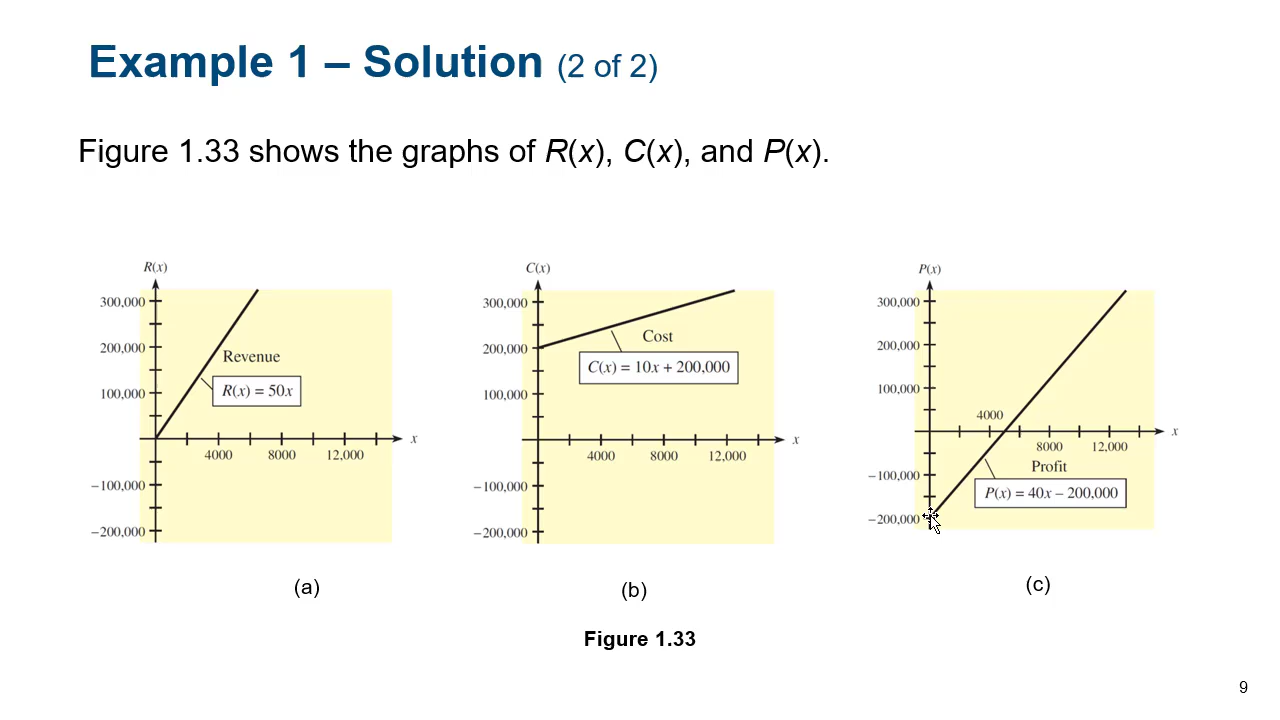 Example 1 – Solution (2 of 2)
Figure 1.33 shows the graphs of R(x), C(x), and P(x).
R(x)
300,000
200,000
100,000
−100,000
−200,000
4000
8000
12,000
x
Revenue
R(x) = 50x
(a)
C(x)
300,000
200,000
100,000
−100,000
−200,000
4000
8000
12,000
x
Cost
C(x) = 10x + 200,000
(b)
P(x)
300,000
200,000
100,000
−100,000
−200,000
4000
8000
12,000
x
Profit
P(x) = 40x – 200,000
(c)
Figure 1.33
9